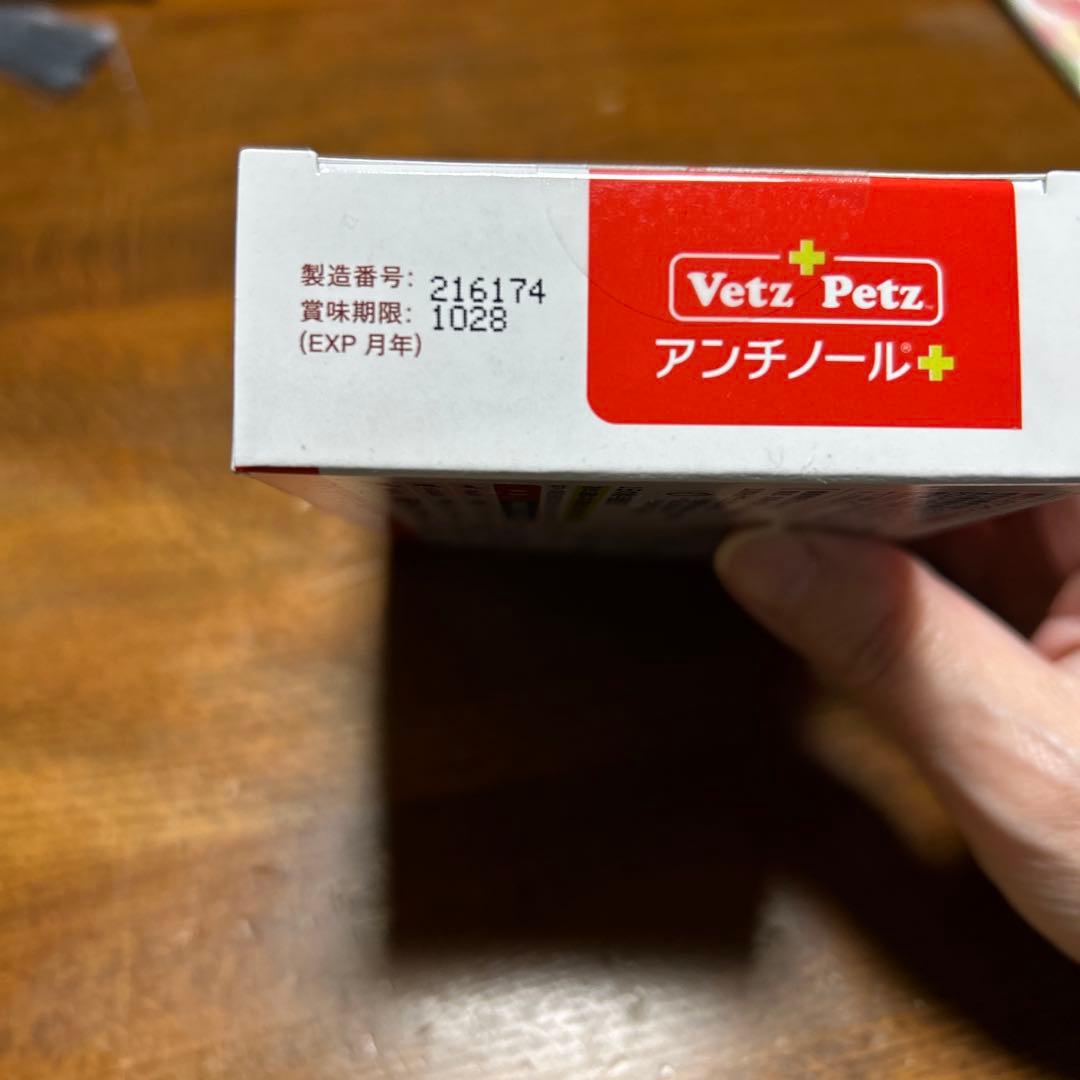 製造番号: 216174
賞味期限: 1028
(EXP 月年)
Vetz Petz™
アンチノール®+